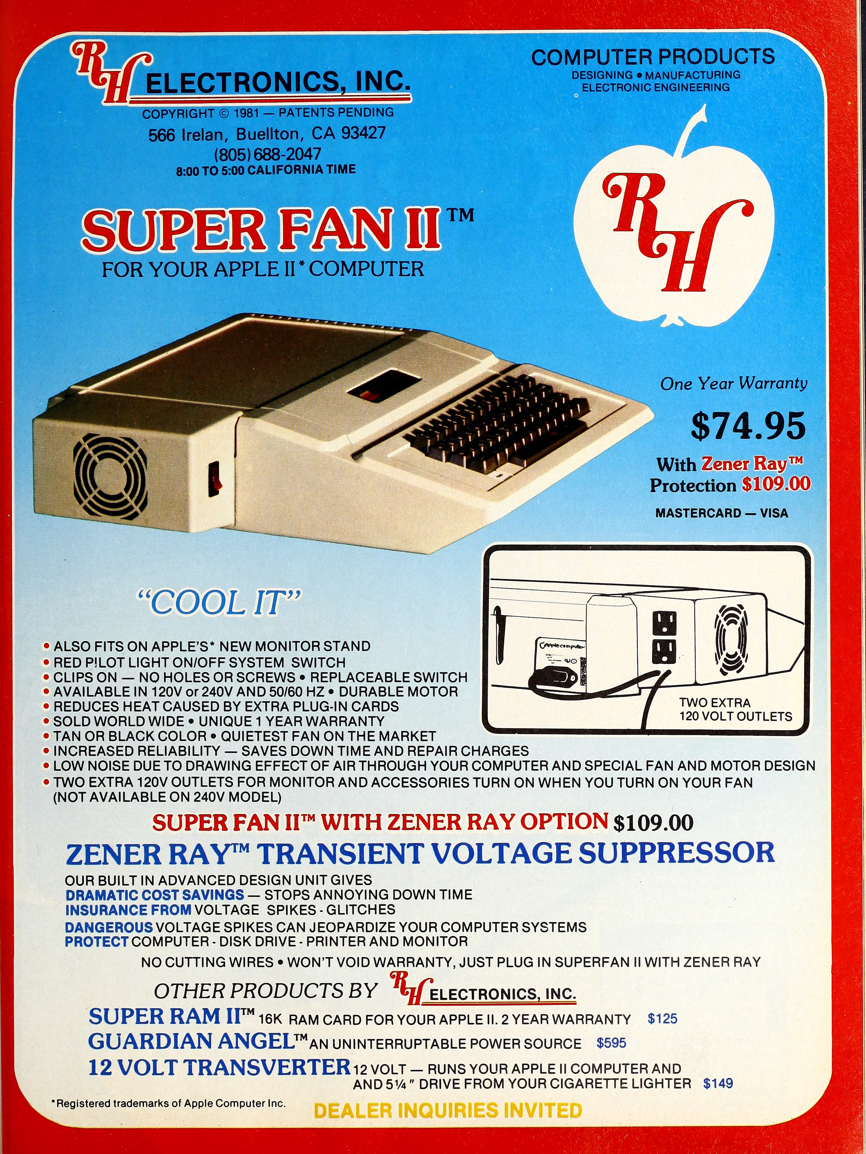 RH ELECTRONICS, INC.
COPYRIGHT © 1981 — PATENTS PENDING
566 Irelan, Buellton, CA 93427
(805) 688-2047
8:00 TO 5:00 CALIFORNIA TIME
COMPUTER PRODUCTS
DESIGNING • MANUFACTURING
ELECTRONIC ENGINEERING
RH
SUPER FAN II™
FOR YOUR APPLE II* COMPUTER
One Year Warranty
$74.95
With Zener Ray™
Protection $109.00
MASTERCARD — VISA
"COOL IT"
Apple computer
TWO EXTRA
120 VOLT OUTLETS
• ALSO FITS ON APPLE'S* NEW MONITOR STAND
• RED PILOT LIGHT ON/OFF SYSTEM SWITCH
• CLIPS ON — NO HOLES OR SCREWS • REPLACEABLE SWITCH
• AVAILABLE IN 120V or 240V AND 50/60 HZ • DURABLE MOTOR
• REDUCES HEAT CAUSED BY EXTRA PLUG-IN CARDS
• SOLD WORLD WIDE • UNIQUE 1 YEAR WARRANTY
• TAN OR BLACK COLOR • QUIETEST FAN ON THE MARKET
• INCREASED RELIABILITY — SAVES DOWN TIME AND REPAIR CHARGES
• LOW NOISE DUE TO DRAWING EFFECT OF AIR THROUGH YOUR COMPUTER AND SPECIAL FAN AND MOTOR DESIGN
• TWO EXTRA 120V OUTLETS FOR MONITOR AND ACCESSORIES TURN ON WHEN YOU TURN ON YOUR FAN
(NOT AVAILABLE ON 240V MODEL)
SUPER FAN II™ WITH ZENER RAY OPTION $109.00
ZENER RAY™ TRANSIENT VOLTAGE SUPPRESSOR
OUR BUILT IN ADVANCED DESIGN UNIT GIVES
DRAMATIC COST SAVINGS — STOPS ANNOYING DOWN TIME
INSURANCE FROM VOLTAGE SPIKES - GLITCHES
DANGEROUS VOLTAGE SPIKES CAN JEOPARDIZE YOUR COMPUTER SYSTEMS
PROTECT COMPUTER - DISK DRIVE - PRINTER AND MONITOR
NO CUTTING WIRES • WON'T VOID WARRANTY, JUST PLUG IN SUPERFAN II WITH ZENER RAY
OTHER PRODUCTS BY RH ELECTRONICS, INC.
SUPER RAM II™ 16K RAM CARD FOR YOUR APPLE II. 2 YEAR WARRANTY $125
GUARDIAN ANGEL™ AN UNINTERRUPTABLE POWER SOURCE $595
12 VOLT TRANSVERTER 12 VOLT — RUNS YOUR APPLE II COMPUTER AND
AND 5¼" DRIVE FROM YOUR CIGARETTE LIGHTER $149
*Registered trademarks of Apple Computer Inc.
DEALER INQUIRIES INVITED